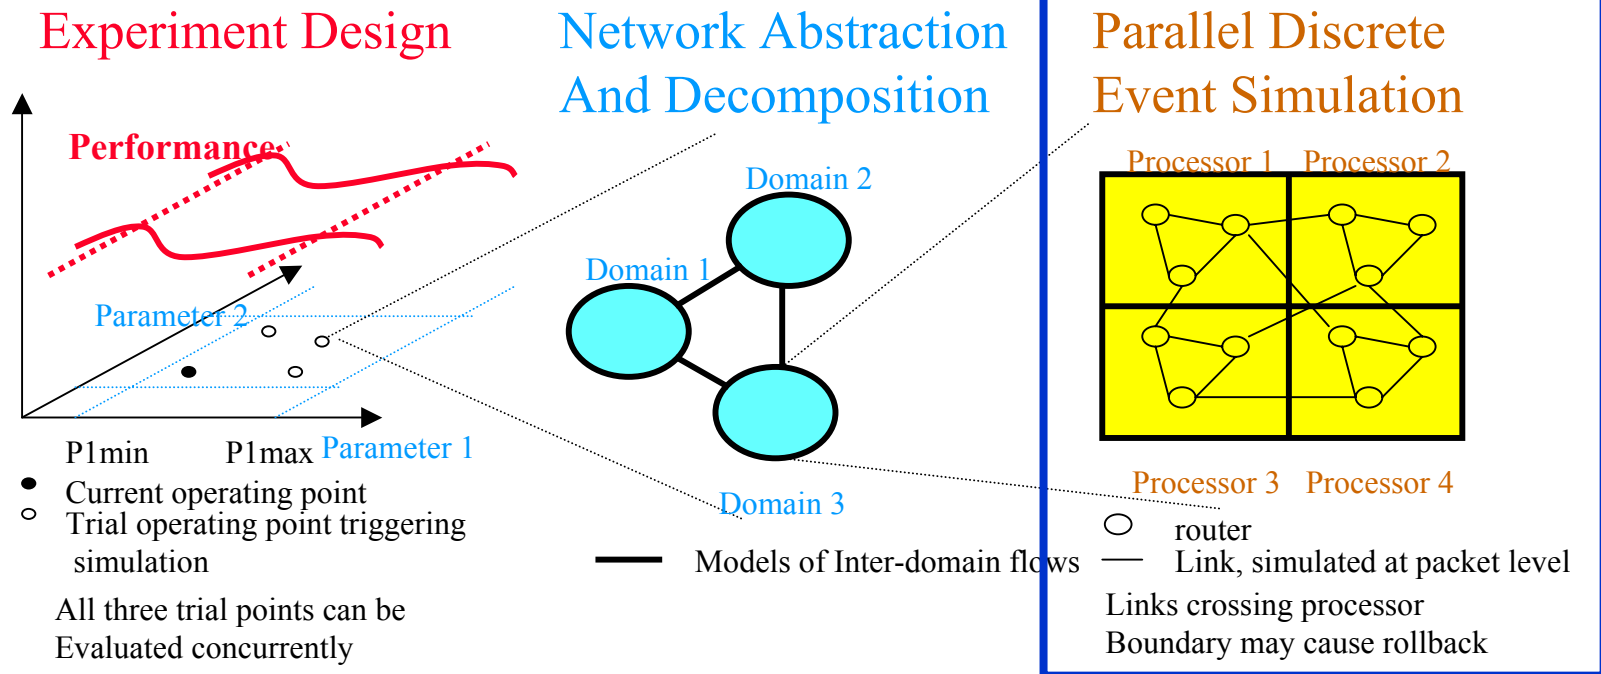 Experiment Design
Performance
Parameter 2
P1min P1max Parameter 1
Current operating point
Trial operating point triggering
simulation
All three trial points can be
Evaluated concurrently
Network Abstraction
And Decomposition
Domain 2
Domain 1
Domain 3
Models of Inter-domain flows
Parallel Discrete
Event Simulation
Processor 1 Processor 2
Processor 3 Processor 4
router
Link, simulated at packet level
Links crossing processor
Boundary may cause rollback